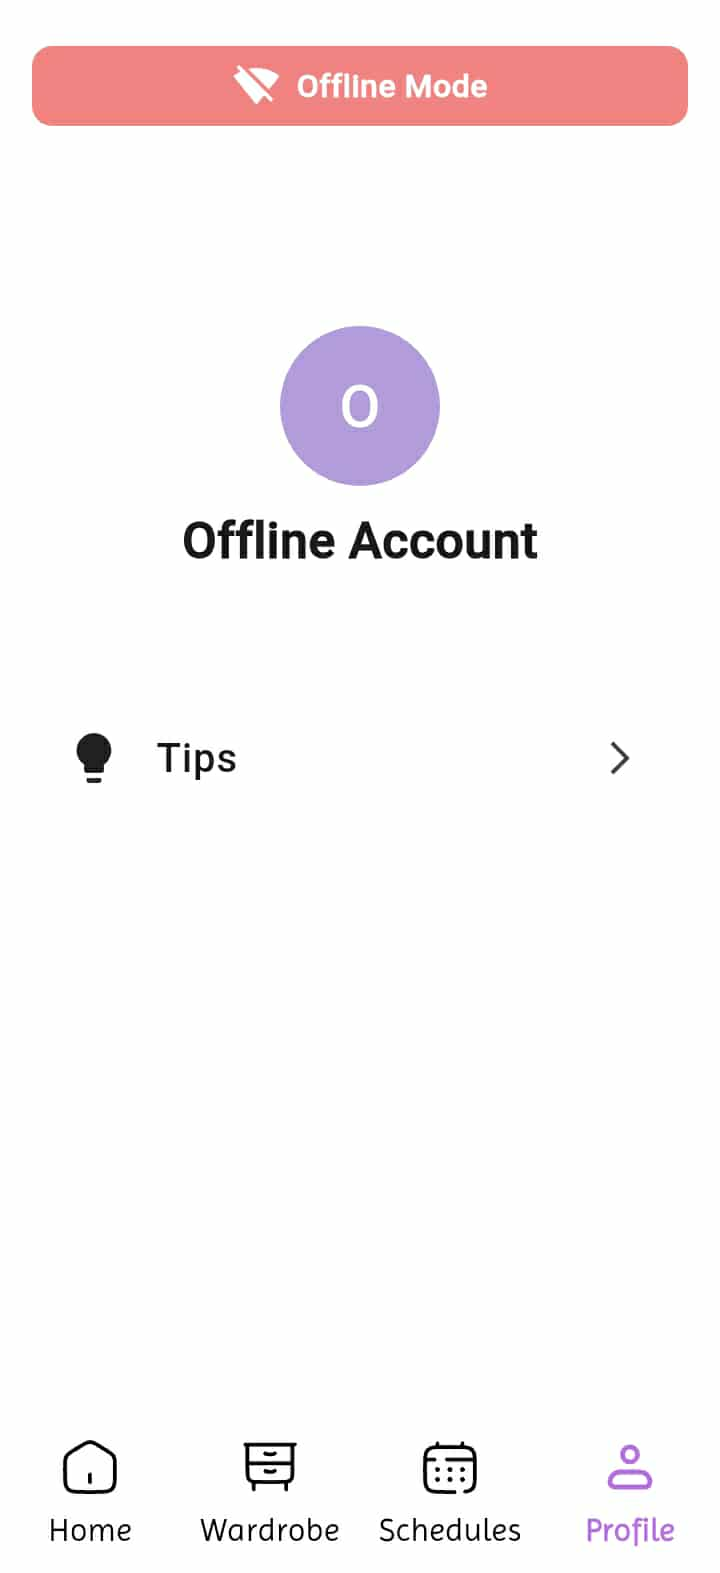 Offline Mode
O
Offline Account
Tips
Home
Wardrobe
Schedules
Profile